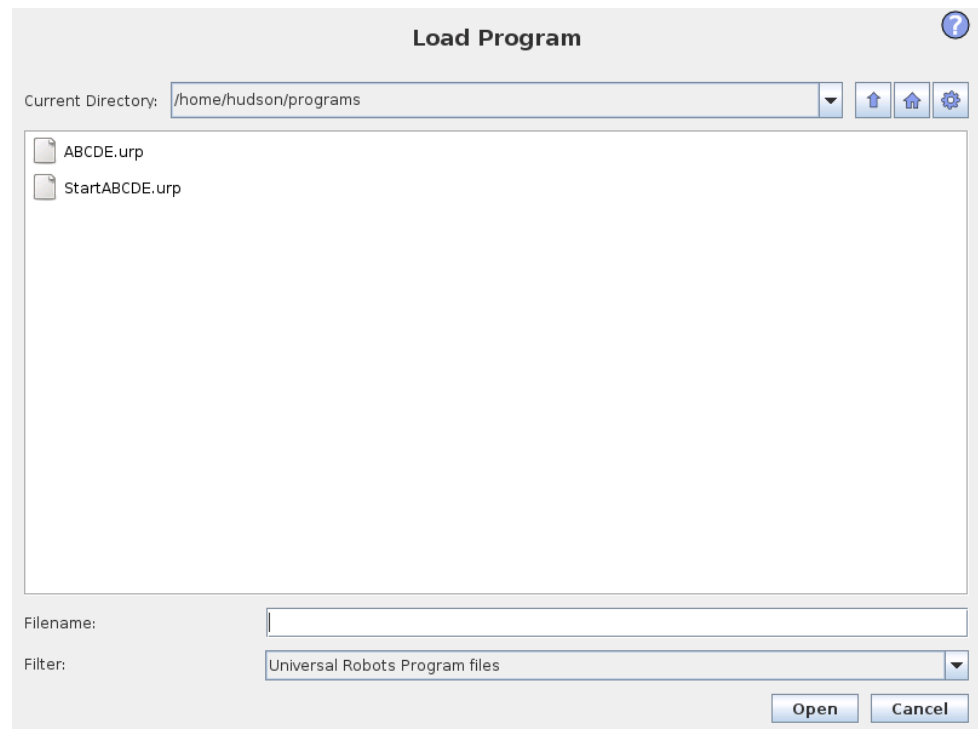 Load Program
?
Current Directory: /home/hudson/programs
ABCDE.urp
StartABCDE.urp
Filename:
Filter: Universal Robots Program files
Open Cancel